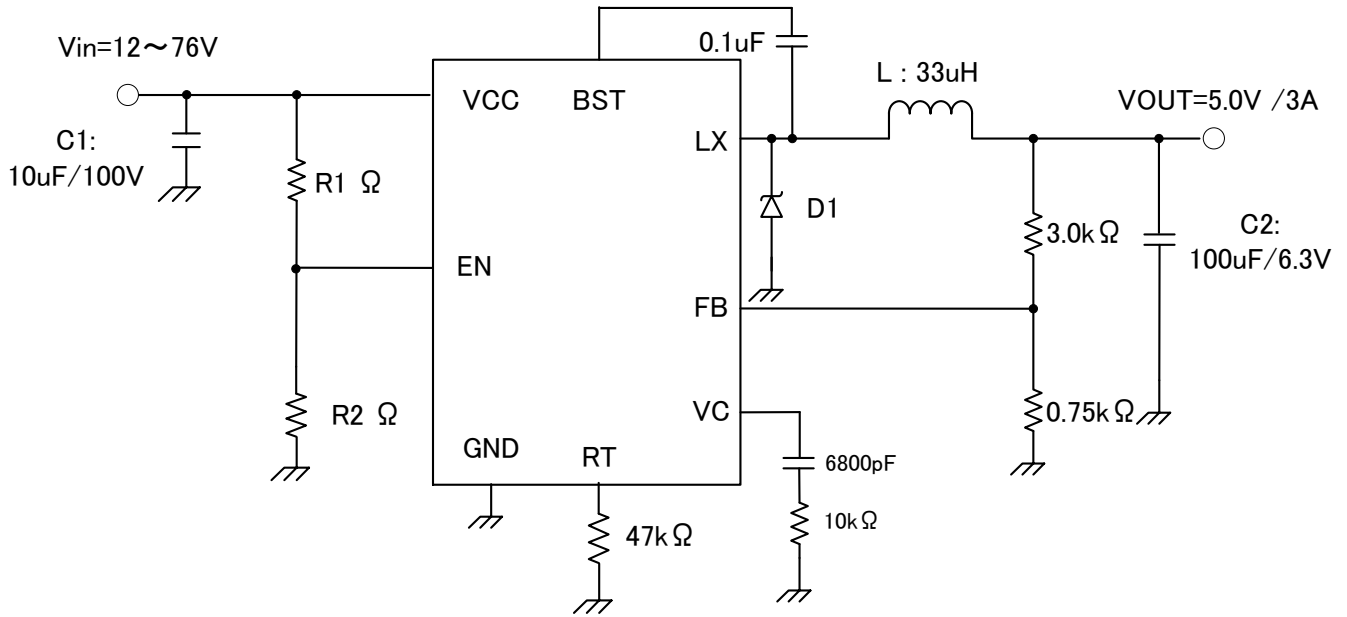 Vin=12～76V
0.1uF
L : 33uH
VCC
BST
VOUT=5.0V /3A
LX
C1:
10uF/100V
R1 Ω
D1
3.0kΩ
C2:
100uF/6.3V
EN
FB
R2 Ω
VC
0.75kΩ
GND
RT
6800pF
10kΩ
47kΩ